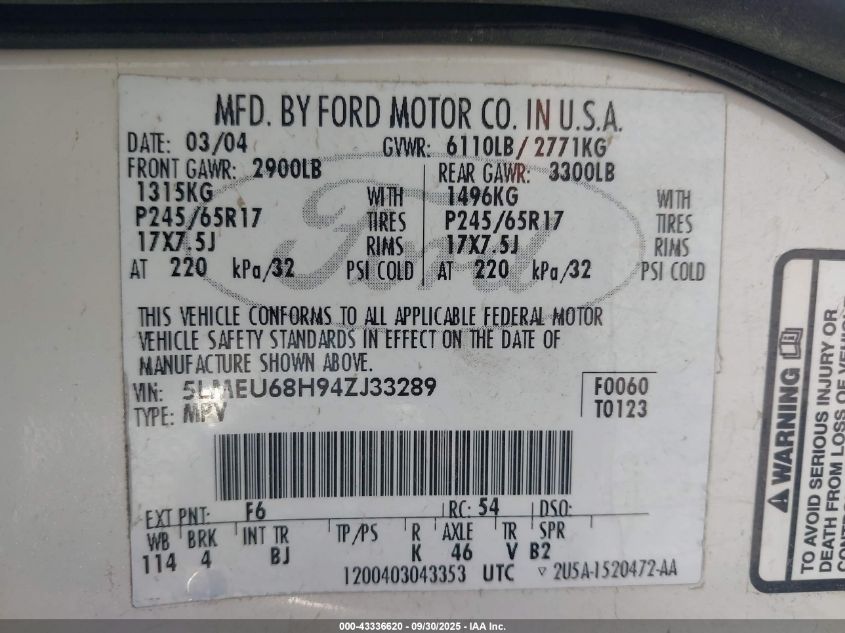 MFD. BY FORD MOTOR CO. IN U.S.A.
DATE: 03/04 GVWR: 6110LB/ 2771KG
FRONT GAWR: 2900LB REAR GAWR: 3300LB
1315KG WITH 1496KG WITH
P245/65R17 TIRES P245/65R17 TIRES
17X7.5J RIMS 17X7.5J RIMS
AT 220 kPa/32 PSI COLD AT 220 kPa/32 PSI COLD
Ford
THIS VEHICLE CONFORMS TO ALL APPLICABLE FEDERAL MOTOR
VEHICLE SAFETY STANDARDS IN EFFECT ON THE DATE OF
MANUFACTURE SHOWN ABOVE.
VIN: 5LMEU68H94ZJ33289 F0060
TYPE: MPV T0123
EXT PNT: F6 RC: 54 DSO:
WB BRK INT TR TP/PS R AXLE TR SPR
114 4 BJ K 46 V B2
1200403043353 UTC ▽ 2U5A-1520472-AA
WARNING
TO AVOID SERIOUS INJURY OR
DEATH FROM LOSS OF VEHICLE
000-43336620 - 09/30/2025 - IAA Inc.